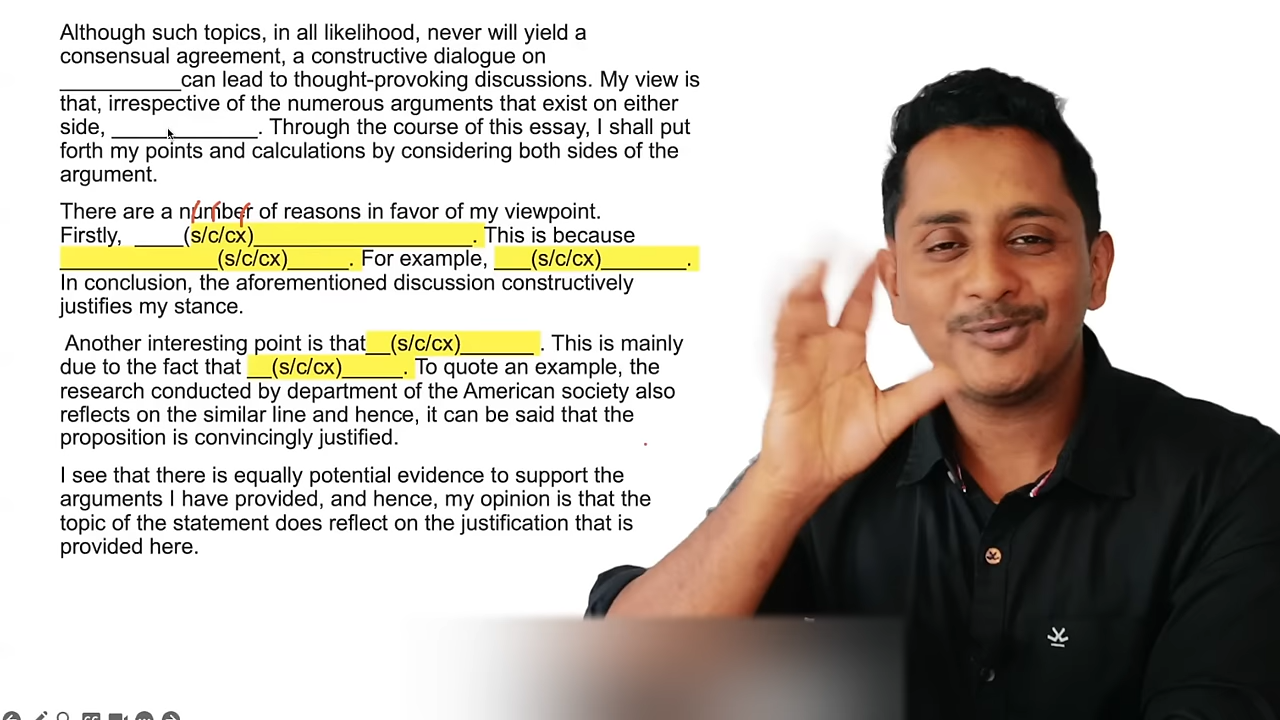 Although such topics, in all likelihood, never will yield a
consensual agreement, a constructive dialogue on
___________can lead to thought-provoking discussions. My view is
that, irrespective of the numerous arguments that exist on either
side, _____________. Through the course of this essay, I shall put
forth my points and calculations by considering both sides of the
argument.
There are a number of reasons in favor of my viewpoint.
Firstly, ____(s/c/cx)____________________. This is because
______________(s/c/cx)_____. For example, ___(s/c/cx)_______.
In conclusion, the aforementioned discussion constructively
justifies my stance.
Another interesting point is that__(s/c/cx)______ . This is mainly
due to the fact that __(s/c/cx)_____. To quote an example, the
research conducted by department of the American society also
reflects on the similar line and hence, it can be said that the
proposition is convincingly justified.
I see that there is equally potential evidence to support the
arguments I have provided, and hence, my opinion is that the
topic of the statement does reflect on the justification that is
provided here.